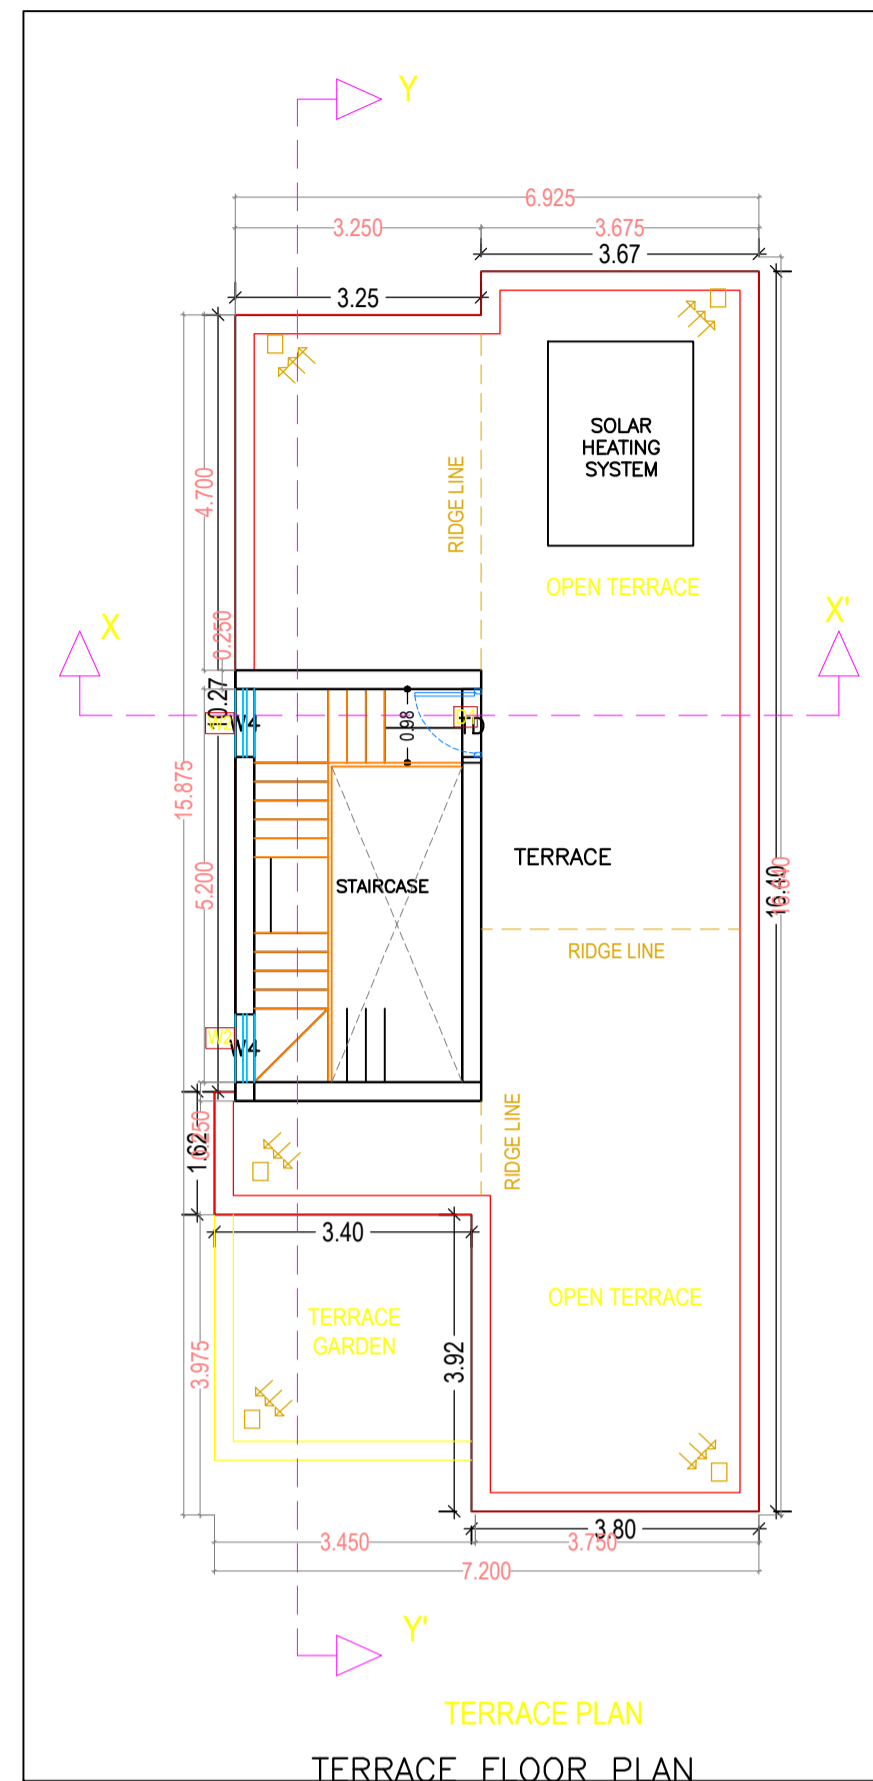 Y
6.925
3.250
3.675
3.67
3.25
SOLAR
HEATING
SYSTEM
4.700
RIDGE LINE
OPEN TERRACE
X
X'
0.250
0.27
W2
W4
0.98
D1
TD
15.875
5.200
TERRACE
STAIRCASE
16.40
RIDGE LINE
W2
W4
1.62
RIDGE LINE
3.40
OPEN TERRACE
TERRACE
GARDEN
3.975
3.92
3.80
3.450
3.750
7.200
Y'
TERRACE PLAN
TERRACE FLOOR PLAN